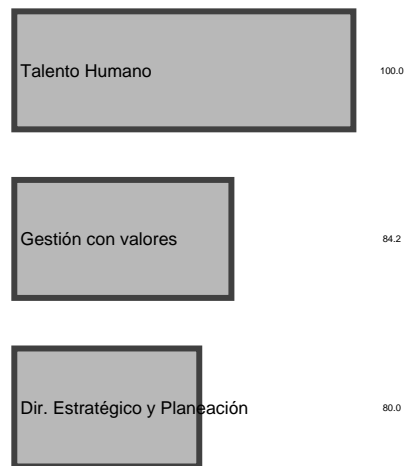 Talento Humano 100.0
Gestión con valores 84.2
Dir. Estratégico y Planeación 80.0